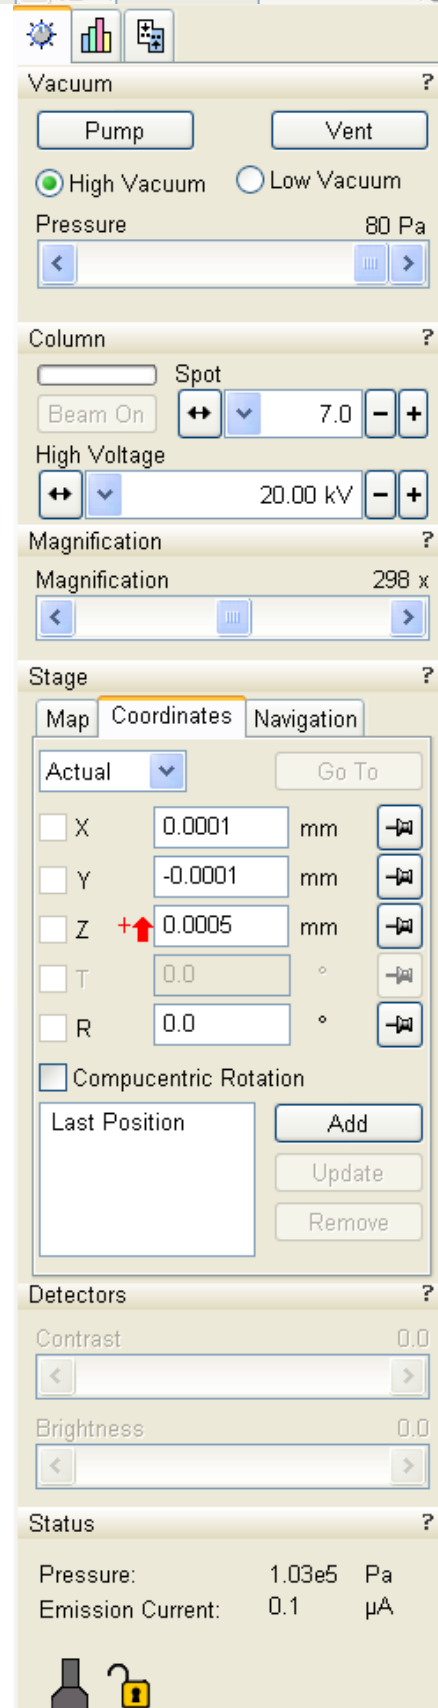 Vacuum ?
Pump Vent
High Vacuum Low Vacuum
Pressure 80 Pa
Column ?
Spot
Beam On 7.0 - +
High Voltage
20.00 kV - +
Magnification ?
Magnification 298 x
Stage ?
Map Coordinates Navigation
Actual Go To
X 0.0001 mm
Y -0.0001 mm
Z + 0.0005 mm
T 0.0 °
R 0.0 °
Compucentric Rotation
Last Position Add
Update
Remove
Detectors ?
Contrast 0.0
Brightness 0.0
Status ?
Pressure: 1.03e5 Pa
Emission Current: 0.1 µA